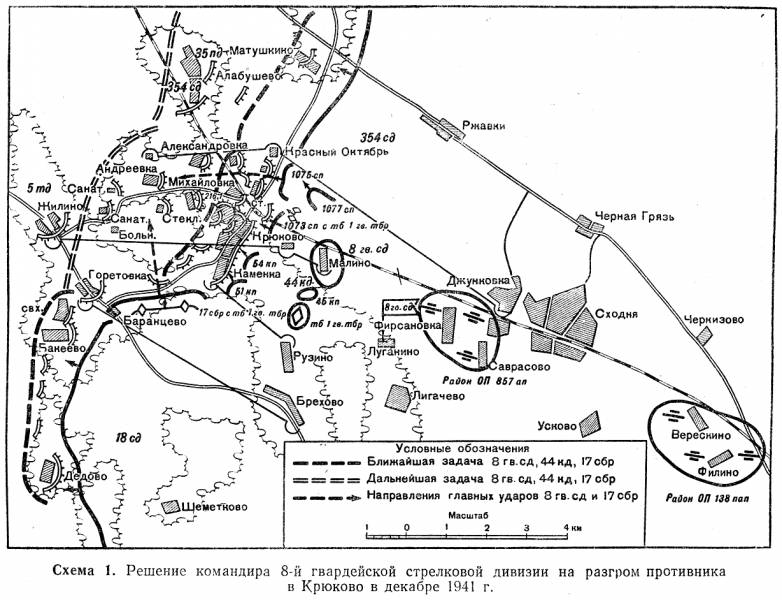 35 пд
Матушкино
354 сд
Алабушево
Ржавки
354 сд
Александровка
Красный Октябрь
Андреевка
1075 сп
Санат.
Михайловка
5 тд
1077 сп
Жилино
Стекл.
ст.
Черная Грязь
Санат.
1073 сп с тб 1 гв. тбр
Больн.
Крюково
8 гв. сд
Малино
54 кп
Горетовка
Каменка
44 кд
Джунковка
51 кп
45 кп
Сходня
свх.
17 сбр с тб 1 гв. тбр
8 гв. сд
Баранцево
тб 1 гв. тбр
Фирсановка
Черкизово
Бакеево
Рузино
Луганино
Саврасово
Район ОП 857 ап
Брехово
Лигачево
Усково
Верескино
18 сд
Филино
Дедово
Шеметково
Район ОП 138 пап
Условные обозначения
Ближайшая задача 8 гв. сд, 44 кд, 17 сбр
Дальнейшая задача 8 гв. сд, 44 кд, 17 сбр
Направления главных ударов 8 гв. сд и 17 сбр
Масштаб
1 0 1 2 3 4 км
Схема 1. Решение командира 8-й гвардейской стрелковой дивизии на разгром противника
в Крюково в декабре 1941 г.